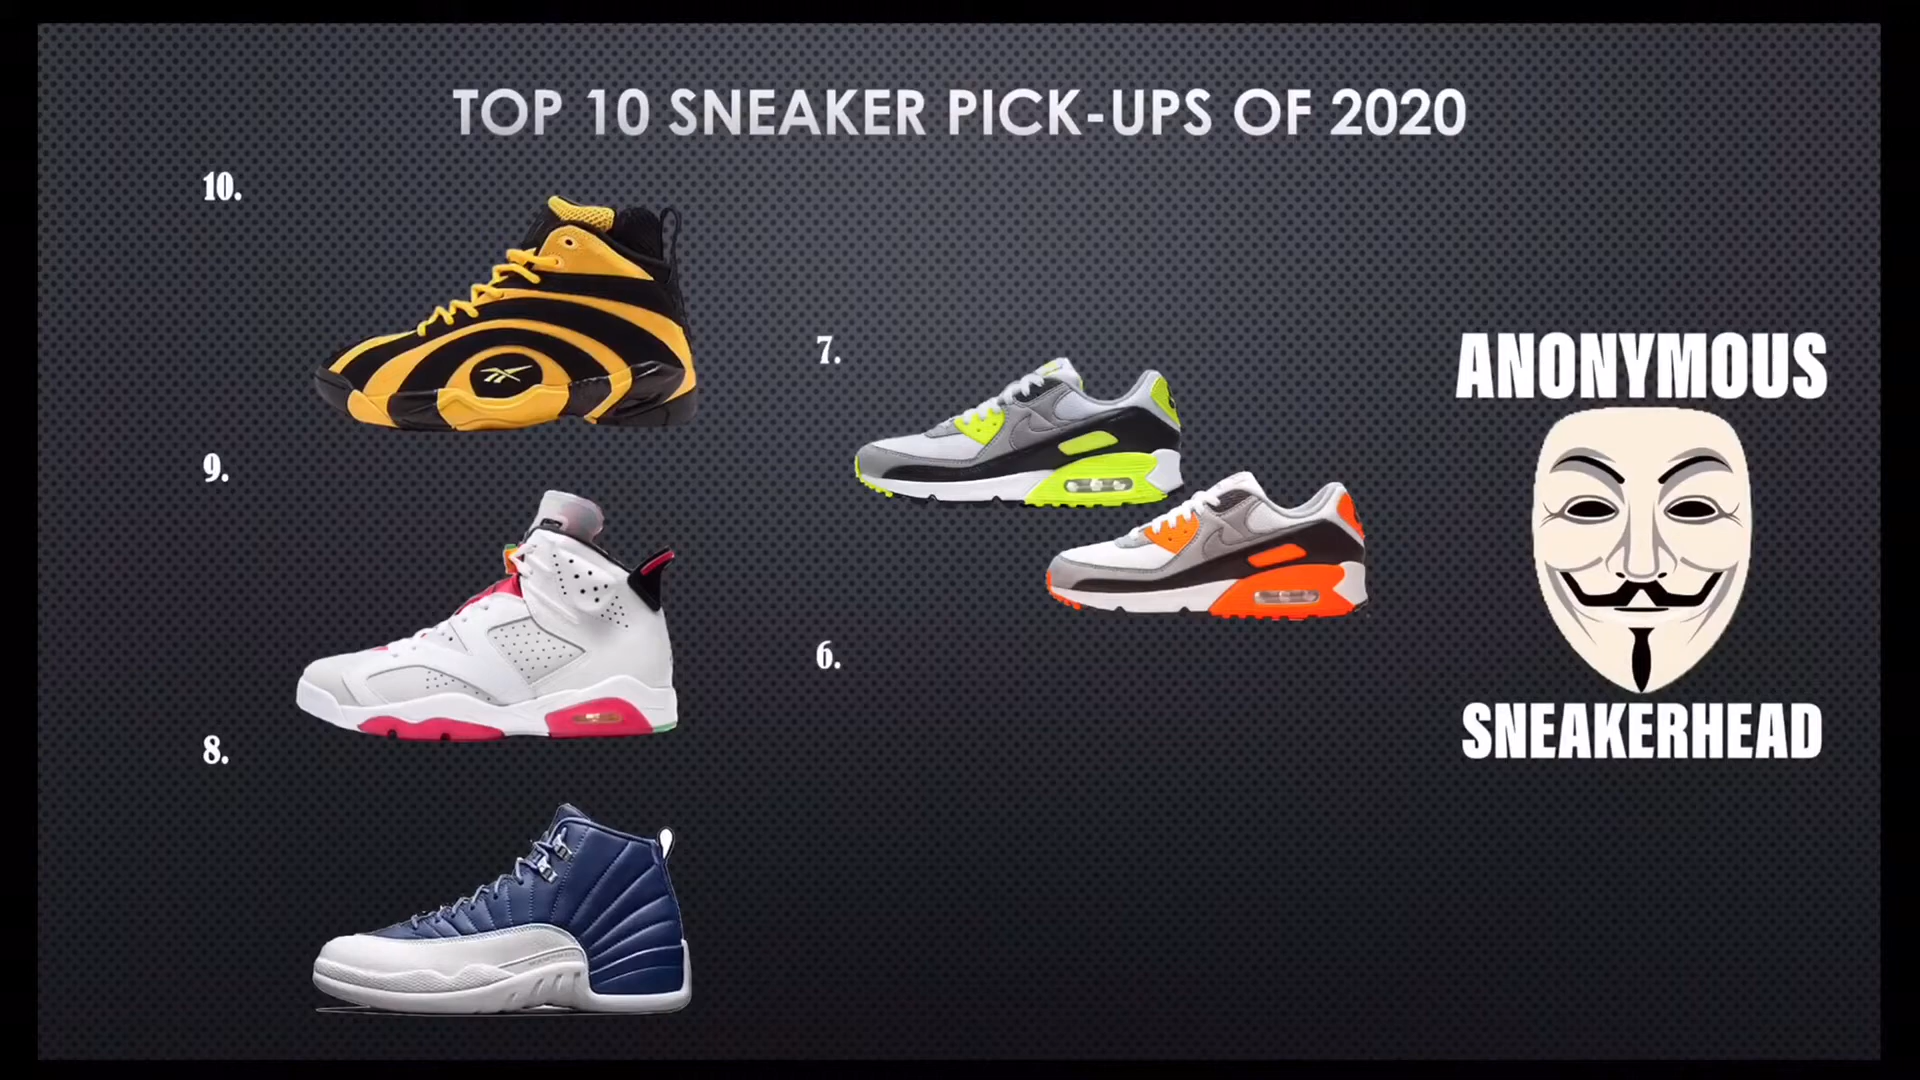 TOP 10 SNEAKER PICK-UPS OF 2020
10.
9.
8.
7.
6.
ANONYMOUS
SNEAKERHEAD